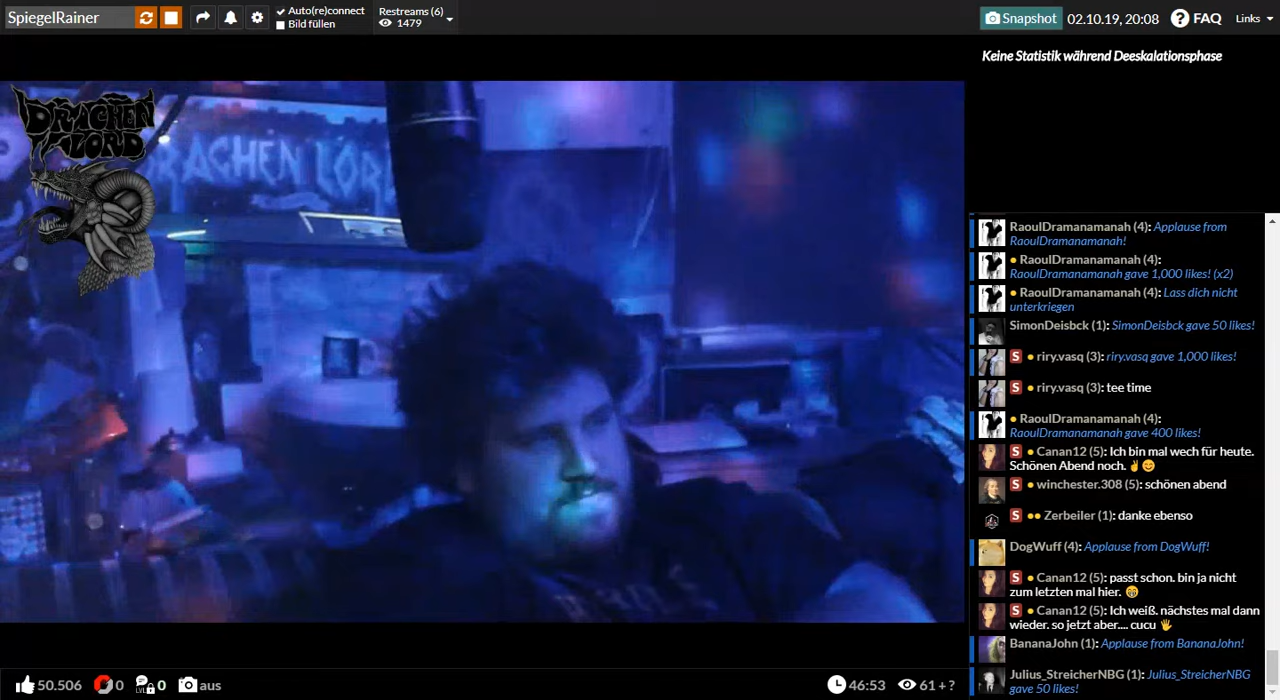 SpiegelRainer
Auto(re)connect
Bild füllen
Restreams (6)
1479
Snapshot
02.10.19, 20:08
FAQ
Links
Keine Statistik während Deeskalationsphase
DRACHEN
LORD
DRACHEN LORD
RaoulDramanamanah (4): Applause from
RaoulDramanamanah!
RaoulDramanamanah (4):
RaoulDramanamanah gave 1,000 likes! (x2)
RaoulDramanamanah (4): Lass dich nicht
unterkriegen
SimonDeisbck (1): SimonDeisbck gave 50 likes!
S riry.vasq (3): riry.vasq gave 1,000 likes!
S riry.vasq (3): tee time
RaoulDramanamanah (4):
RaoulDramanamanah gave 400 likes!
S Canan12 (5): Ich bin mal wech für heute.
Schönen Abend noch. ✌😊
S winchester.308 (5): schönen abend
S Zerbeiler (1): danke ebenso
DogWuff (4): Applause from DogWuff!
S Canan12 (5): passt schon. bin ja nicht
zum letzten mal hier. 😁
S Canan12 (5): Ich weiß. nächstes mal dann
wieder. so jetzt aber.... cucu 🖐
BananaJohn (1): Applause from BananaJohn!
Julius_StreicherNBG (1): Julius_StreicherNBG
gave 50 likes!
50.506
0
LVL
0
aus
46:53
61 + ?